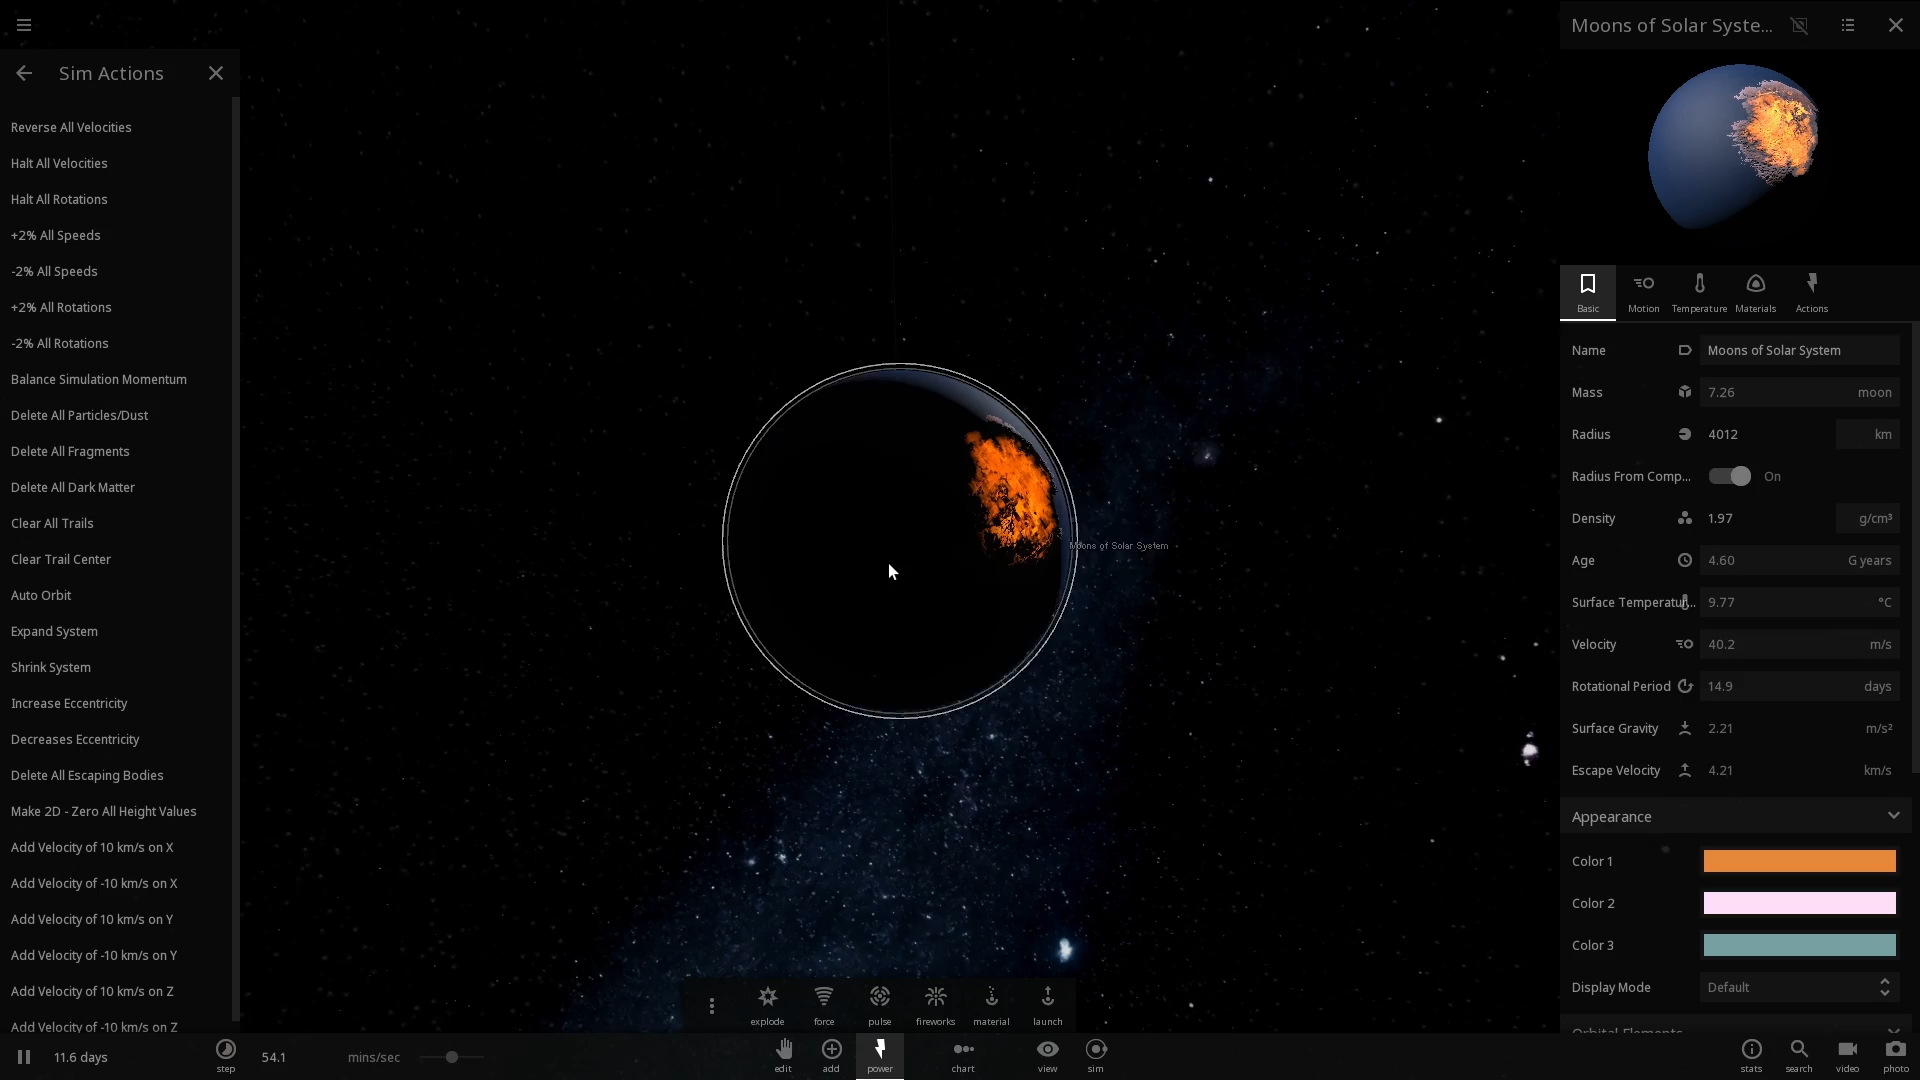 Sim Actions
Reverse All Velocities
Halt All Velocities
Halt All Rotations
+2% All Speeds
-2% All Speeds
+2% All Rotations
-2% All Rotations
Balance Simulation Momentum
Delete All Particles/Dust
Delete All Fragments
Delete All Dark Matter
Clear All Trails
Clear Trail Center
Auto Orbit
Expand System
Shrink System
Increase Eccentricity
Decreases Eccentricity
Delete All Escaping Bodies
Make 2D - Zero All Height Values
Add Velocity of 10 km/s on X
Add Velocity of -10 km/s on X
Add Velocity of 10 km/s on Y
Add Velocity of -10 km/s on Y
Add Velocity of 10 km/s on Z
Add Velocity of -10 km/s on Z
Moons of Solar System
Moons of Solar Syste...
Basic Motion Temperature Materials Actions
Name Moons of Solar System
Mass 7.26 moon
Radius 4012 km
Radius From Comp... On
Density 1.97 g/cm³
Age 4.60 G years
Surface Temperatur... 9.77 °C
Velocity 40.2 m/s
Rotational Period 14.9 days
Surface Gravity 2.21 m/s²
Escape Velocity 4.21 km/s
Appearance
Color 1
Color 2
Color 3
Display Mode Default
Orbital Elements
explode force pulse fireworks material launch
11.6 days step 54.1 mins/sec edit add power chart view sim stats search video photo